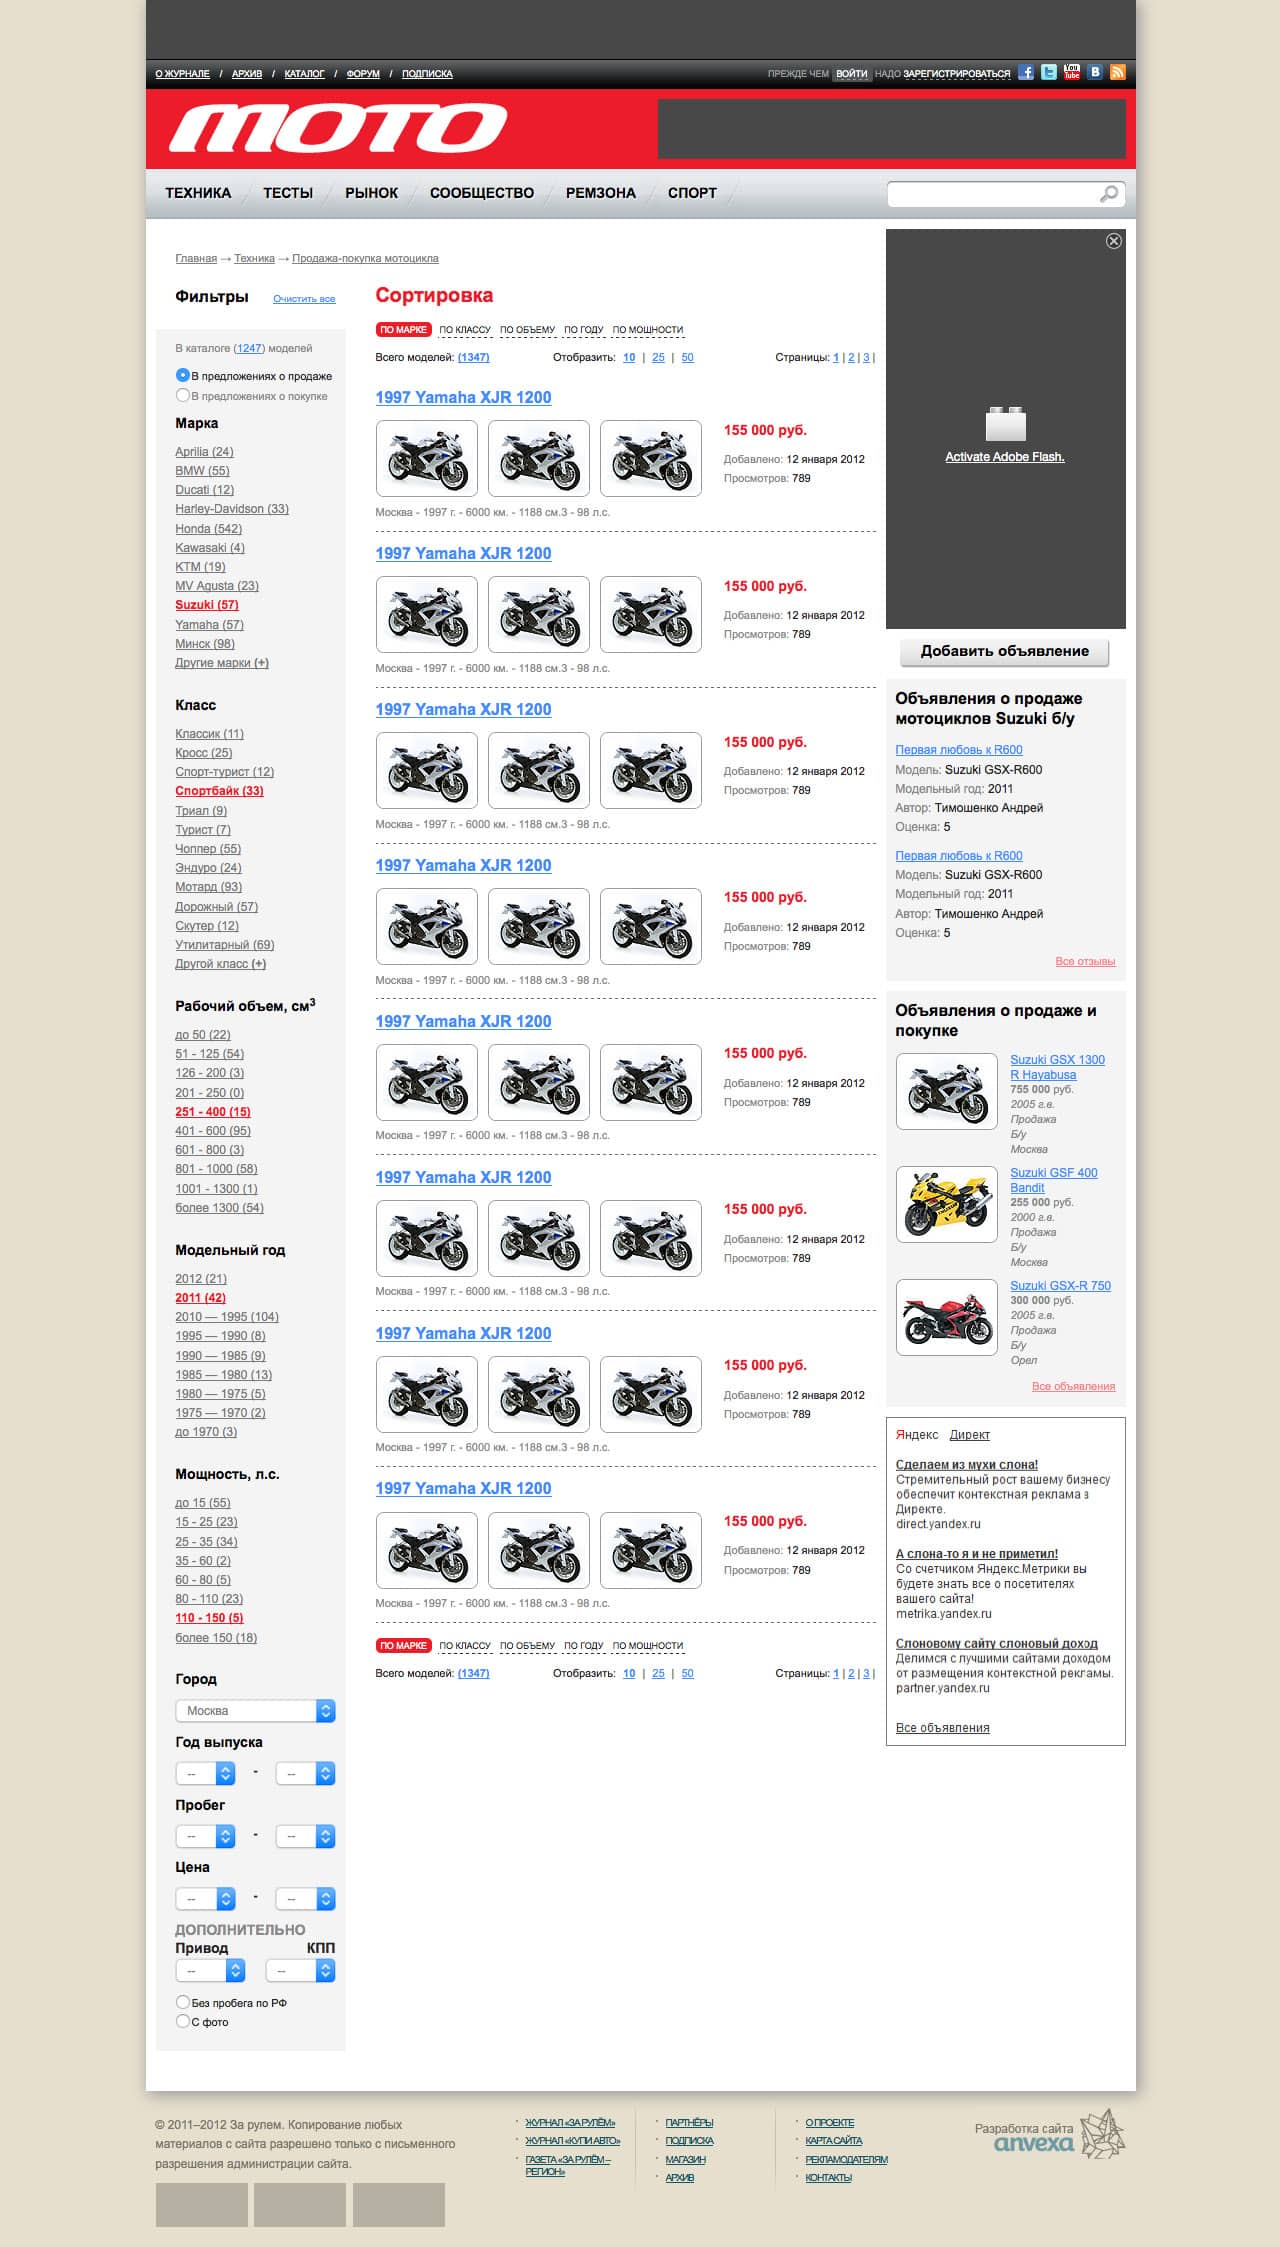 О ЖУРНАЛЕ / АРХИВ / КАТАЛОГ / ФОРУМ / ПОДПИСКА
ПРЕЖДЕ ЧЕМ ВОЙТИ НАДО ЗАРЕГИСТРИРОВАТЬСЯ
You Tube
мото
ТЕХНИКА ТЕСТЫ РЫНОК СООБЩЕСТВО РЕМЗОНА СПОРТ
Главная → Техника → Продажа-покупка мотоцикла
Фильтры Очистить все
В каталоге (1247) моделей
В предложениях о продаже
В предложениях о покупке
Марка
Aprilia (24)
BMW (55)
Ducati (12)
Harley-Davidson (33)
Honda (542)
Kawasaki (4)
KTM (19)
MV Agusta (23)
Suzuki (57)
Yamaha (57)
Минск (98)
Другие марки (+)
Класс
Классик (11)
Кросс (25)
Спорт-турист (12)
Спортбайк (33)
Триал (9)
Турист (7)
Чоппер (55)
Эндуро (24)
Мотард (93)
Дорожный (57)
Скутер (12)
Утилитарный (69)
Другой класс (+)
Рабочий объем, см3
до 50 (22)
51 - 125 (54)
126 - 200 (3)
201 - 250 (0)
251 - 400 (15)
401 - 600 (95)
601 - 800 (3)
801 - 1000 (58)
1001 - 1300 (1)
более 1300 (54)
Модельный год
2012 (21)
2011 (42)
2010 — 1995 (104)
1995 — 1990 (8)
1990 — 1985 (9)
1985 — 1980 (13)
1980 — 1975 (5)
1975 — 1970 (2)
до 1970 (3)
Мощность, л.с.
до 15 (55)
15 - 25 (23)
25 - 35 (34)
35 - 60 (2)
60 - 80 (5)
80 - 110 (23)
110 - 150 (5)
более 150 (18)
Город
Москва
Год выпуска
-- - --
Пробег
-- - --
Цена
-- - --
ДОПОЛНИТЕЛЬНО
Привод КПП
-- --
Без пробега по РФ
С фото
Сортировка
ПО МАРКЕ ПО КЛАССУ ПО ОБЪЕМУ ПО ГОДУ ПО МОЩНОСТИ
Всего моделей: (1347) Отобразить: 10 | 25 | 50 Страницы: 1 | 2 | 3 |
1997 Yamaha XJR 1200
155 000 руб.
Добавлено: 12 января 2012
Просмотров: 789
Москва - 1997 г. - 6000 км. - 1188 см.3 - 98 л.с.
1997 Yamaha XJR 1200
155 000 руб.
Добавлено: 12 января 2012
Просмотров: 789
Москва - 1997 г. - 6000 км. - 1188 см.3 - 98 л.с.
1997 Yamaha XJR 1200
155 000 руб.
Добавлено: 12 января 2012
Просмотров: 789
Москва - 1997 г. - 6000 км. - 1188 см.3 - 98 л.с.
1997 Yamaha XJR 1200
155 000 руб.
Добавлено: 12 января 2012
Просмотров: 789
Москва - 1997 г. - 6000 км. - 1188 см.3 - 98 л.с.
1997 Yamaha XJR 1200
155 000 руб.
Добавлено: 12 января 2012
Просмотров: 789
Москва - 1997 г. - 6000 км. - 1188 см.3 - 98 л.с.
1997 Yamaha XJR 1200
155 000 руб.
Добавлено: 12 января 2012
Просмотров: 789
Москва - 1997 г. - 6000 км. - 1188 см.3 - 98 л.с.
1997 Yamaha XJR 1200
155 000 руб.
Добавлено: 12 января 2012
Просмотров: 789
Москва - 1997 г. - 6000 км. - 1188 см.3 - 98 л.с.
1997 Yamaha XJR 1200
155 000 руб.
Добавлено: 12 января 2012
Просмотров: 789
Москва - 1997 г. - 6000 км. - 1188 см.3 - 98 л.с.
ПО МАРКЕ ПО КЛАССУ ПО ОБЪЕМУ ПО ГОДУ ПО МОЩНОСТИ
Всего моделей: (1347) Отобразить: 10 | 25 | 50 Страницы: 1 | 2 | 3 |
Activate Adobe Flash.
Добавить объявление
Объявления о продаже
мотоциклов Suzuki б/у
Первая любовь к R600
Модель: Suzuki GSX-R600
Модельный год: 2011
Автор: Тимошенко Андрей
Оценка: 5
Первая любовь к R600
Модель: Suzuki GSX-R600
Модельный год: 2011
Автор: Тимошенко Андрей
Оценка: 5
Все отзывы
Объявления о продаже и
покупке
Suzuki GSX 1300
R Hayabusa
755 000 руб.
2005 г.в.
Продажа
Б/у
Москва
Suzuki GSF 400
Bandit
255 000 руб.
2000 г.в.
Продажа
Б/у
Москва
Suzuki GSX-R 750
300 000 руб.
2005 г.в.
Продажа
Б/у
Орел
Все объявления
Яндекс Директ
Сделаем из мухи слона!
Стремительный рост вашему бизнесу
обеспечит контекстная реклама в
Директе.
direct.yandex.ru
А слона-то я и не приметил!
Со счетчиком Яндекс.Метрики вы
будете знать все о посетителях
вашего сайта!
metrika.yandex.ru
Слоновому сайту слоновый доход
Делимся с лучшими сайтами доходом
от размещения контекстной рекламы.
partner.yandex.ru
Все объявления
© 2011–2012 За рулем. Копирование любых
материалов с сайта разрешено только с письменного
разрешения администрации сайта.
ЖУРНАЛ «ЗА РУЛЁМ»
ЖУРНАЛ «КУПИ АВТО»
ГАЗЕТА «ЗА РУЛЁМ –
РЕГИОН»
ПАРТНЁРЫ
ПОДПИСКА
МАГАЗИН
АРХИВ
О ПРОЕКТЕ
КАРТА САЙТА
РЕКЛАМОДАТЕЛЯМ
КОНТАКТЫ
Разработка сайта
anvexa